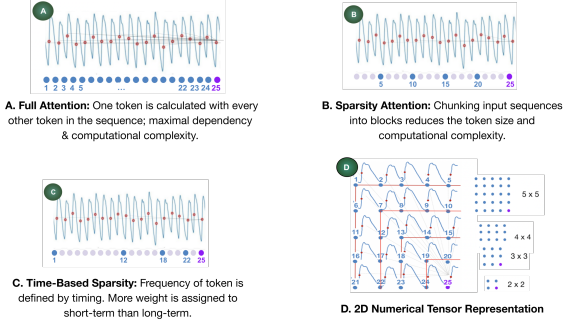 A
1 2 3 4 5 ... 22 23 24 25
A. Full Attention: One token is calculated with every
other token in the sequence; maximal dependency
& computational complexity.
B
5 10 15 20 25
B. Sparsity Attention: Chunking input sequences
into blocks reduces the token size and
computational complexity.
C
1 12 18 22 25
C. Time-Based Sparsity: Frequency of token is
defined by timing. More weight is assigned to
short-term than long-term.
D
1 2 3 4 5
6 7 8 9 10
11 12 13 14 15
16 17 18 19 20
21 22 23 24 25
5 x 5
4 x 4
3 x 3
2 x 2
D. 2D Numerical Tensor Representation